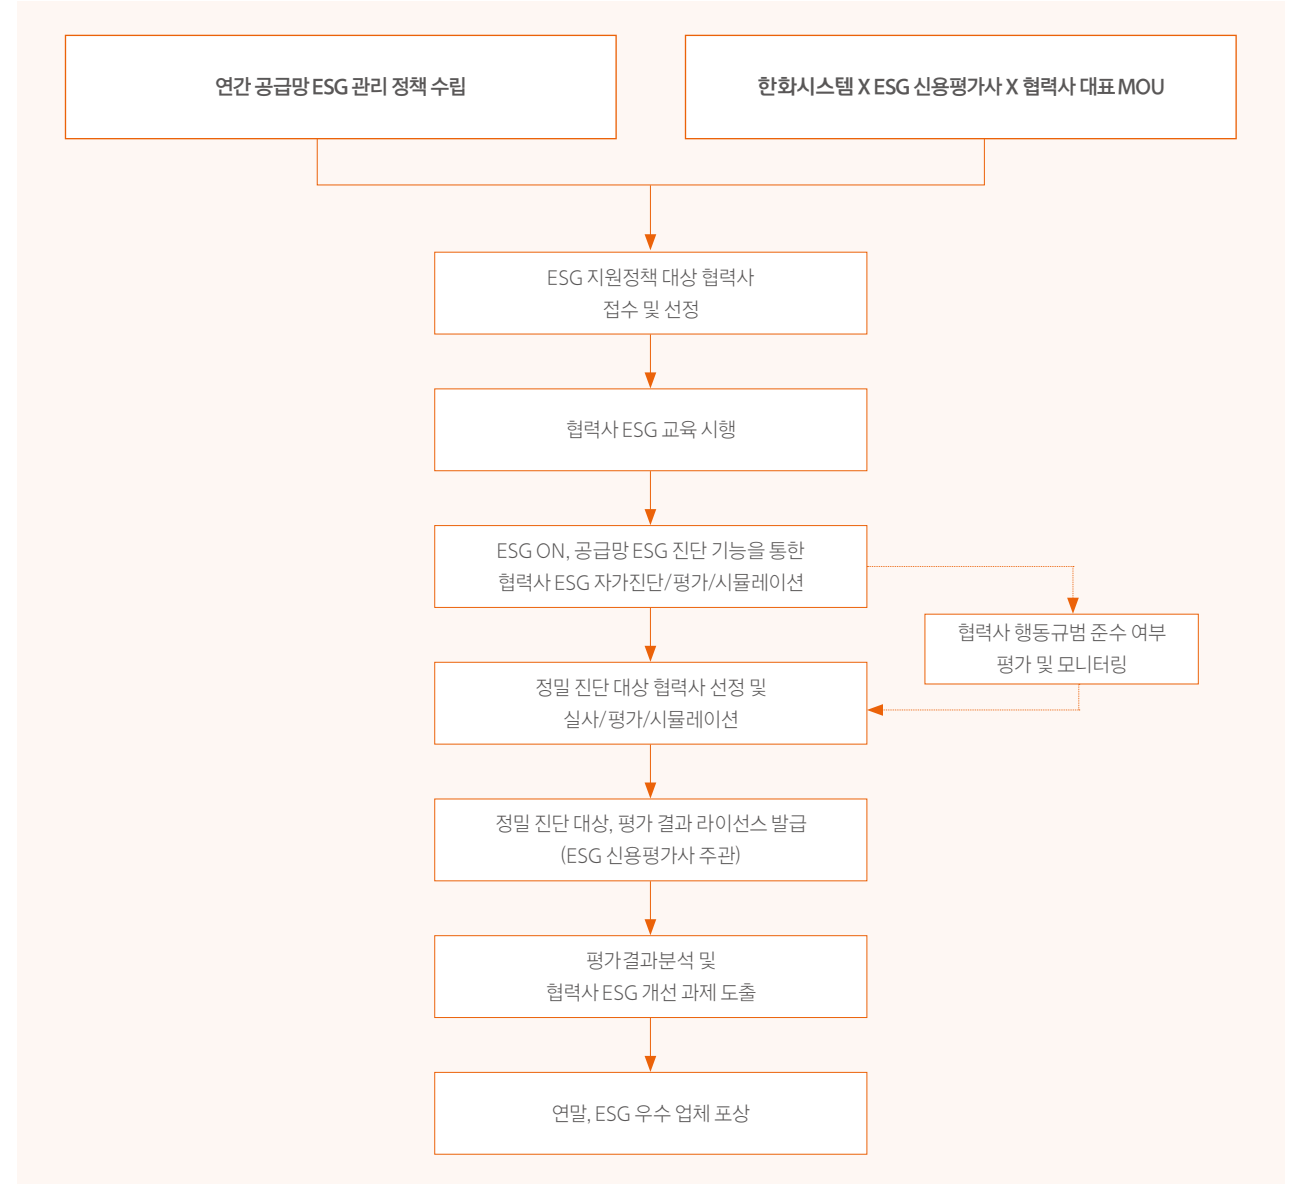 연간 공급망 ESG 관리 정책 수립
한화시스템 X ESG 신용평가사 X 협력사 대표 MOU
ESG 지원정책 대상 협력사
접수 및 선정
협력사 ESG 교육 시행
ESG ON, 공급망 ESG 진단 기능을 통한
협력사 ESG 자가진단/평가/시뮬레이션
협력사 행동규범 준수 여부
평가 및 모니터링
정밀 진단 대상 협력사 선정 및
실사/평가/시뮬레이션
정밀 진단 대상, 평가 결과 라이선스 발급
(ESG 신용평가사 주관)
평가결과분석 및
협력사 ESG 개선 과제 도출
연말, ESG 우수 업체 포상